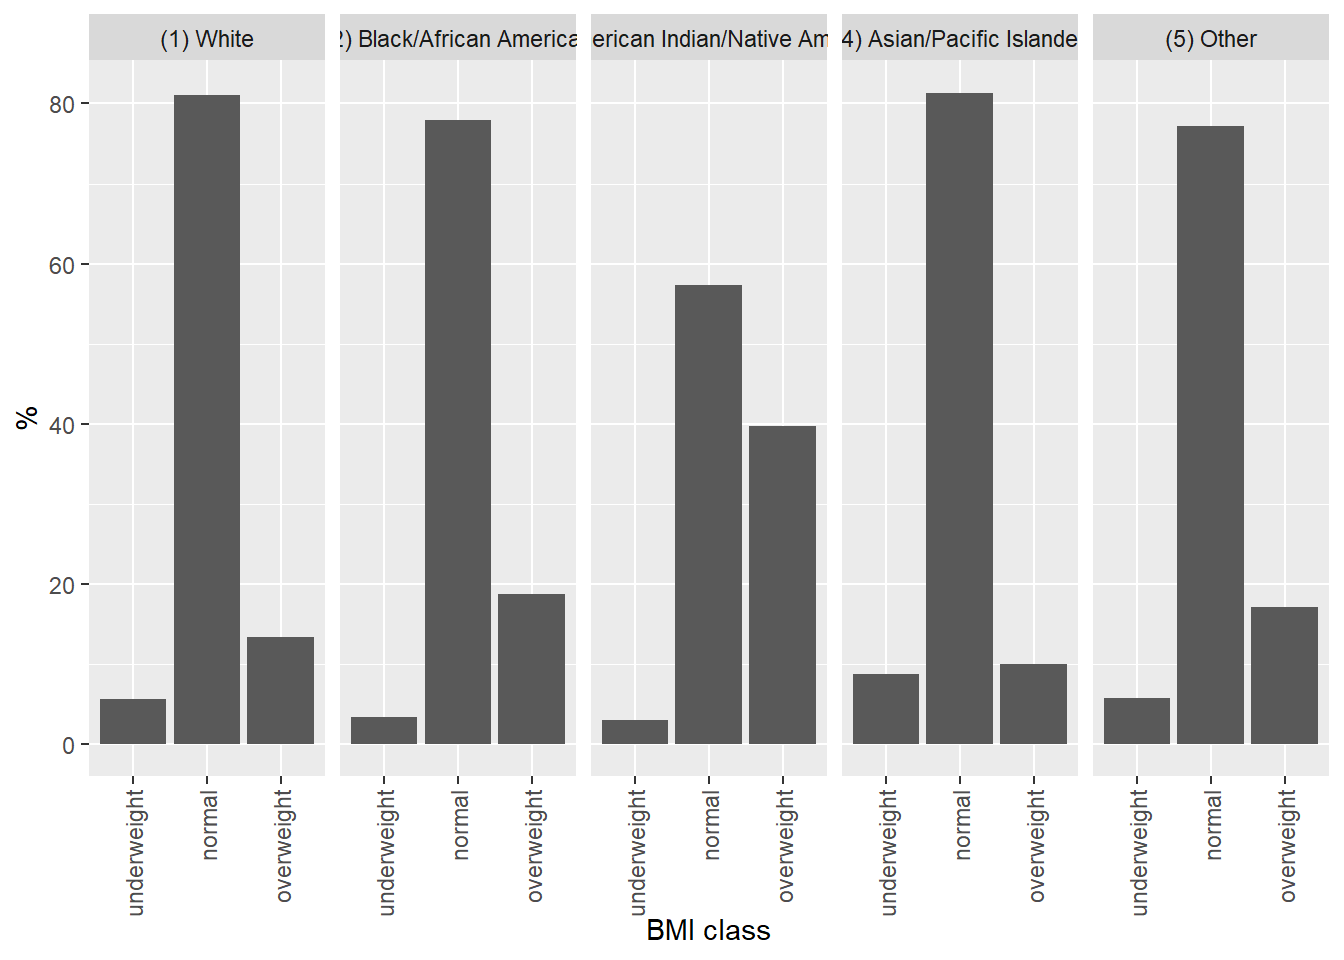 (1) White
2) Black/African America
erican Indian/Native Am
4) Asian/Pacific Islande
(5) Other
80
60
40
20
0
%
underweight
normal
overweight
underweight
normal
overweight
underweight
normal
overweight
underweight
normal
overweight
underweight
normal
overweight
BMI class